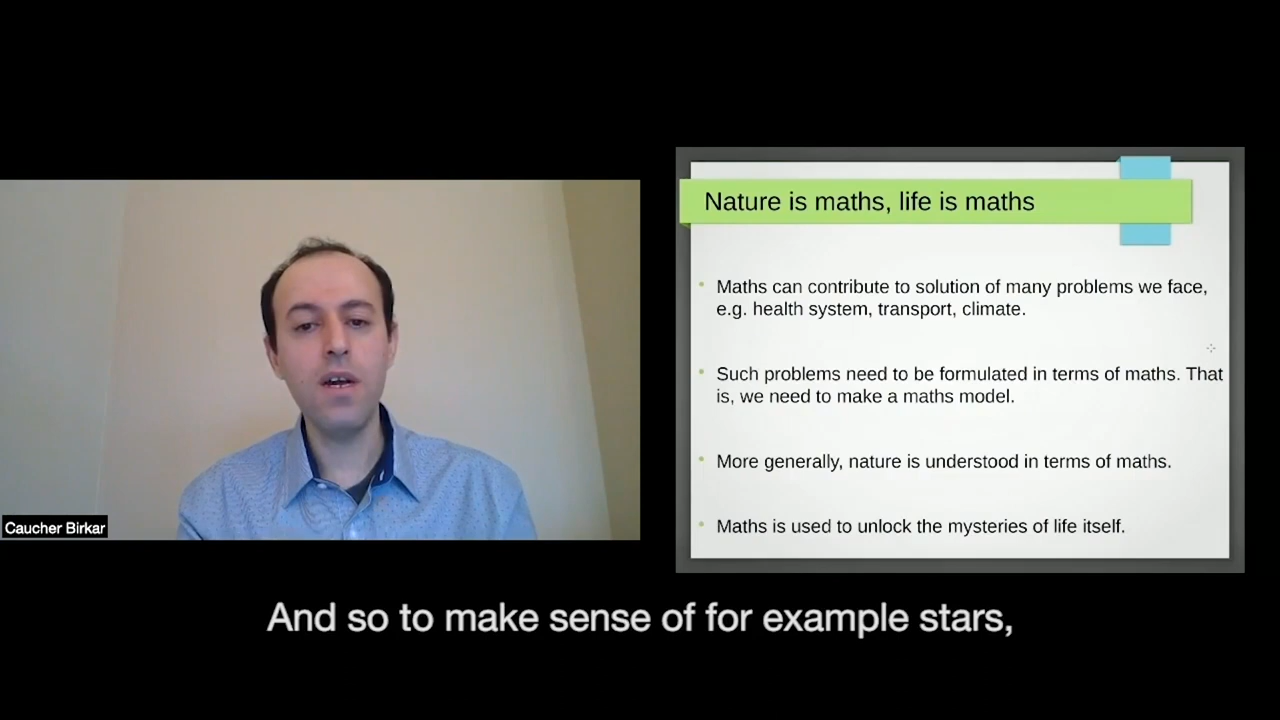 Nature is maths, life is maths
Maths can contribute to solution of many problems we face,
e.g. health system, transport, climate.
Such problems need to be formulated in terms of maths. That
is, we need to make a maths model.
More generally, nature is understood in terms of maths.
Maths is used to unlock the mysteries of life itself.
Caucher Birkar
And so to make sense of for example stars,